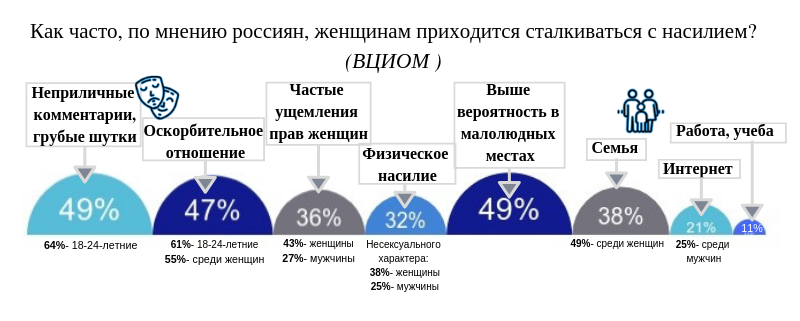 Как часто, по мнению россиян, женщинам приходится сталкиваться с насилием?
(ВЦИОМ )
Неприличные
комментарии,
грубые шутки
49%
64%- 18-24-летние
Оскорбительное
отношение
47%
61%- 18-24-летние
55%- среди женщин
Частые
ущемления
прав женщин
36%
43%- женщины
27%- мужчины
Физическое
насилие
32%
Несексуального
характера:
38%- женщины
25%- мужчины
Выше
вероятность в
малолюдных
местах
49%
Семья
38%
49%- среди женщин
Интернет
21%
25%- среди
мужчин
Работа, учеба
11%